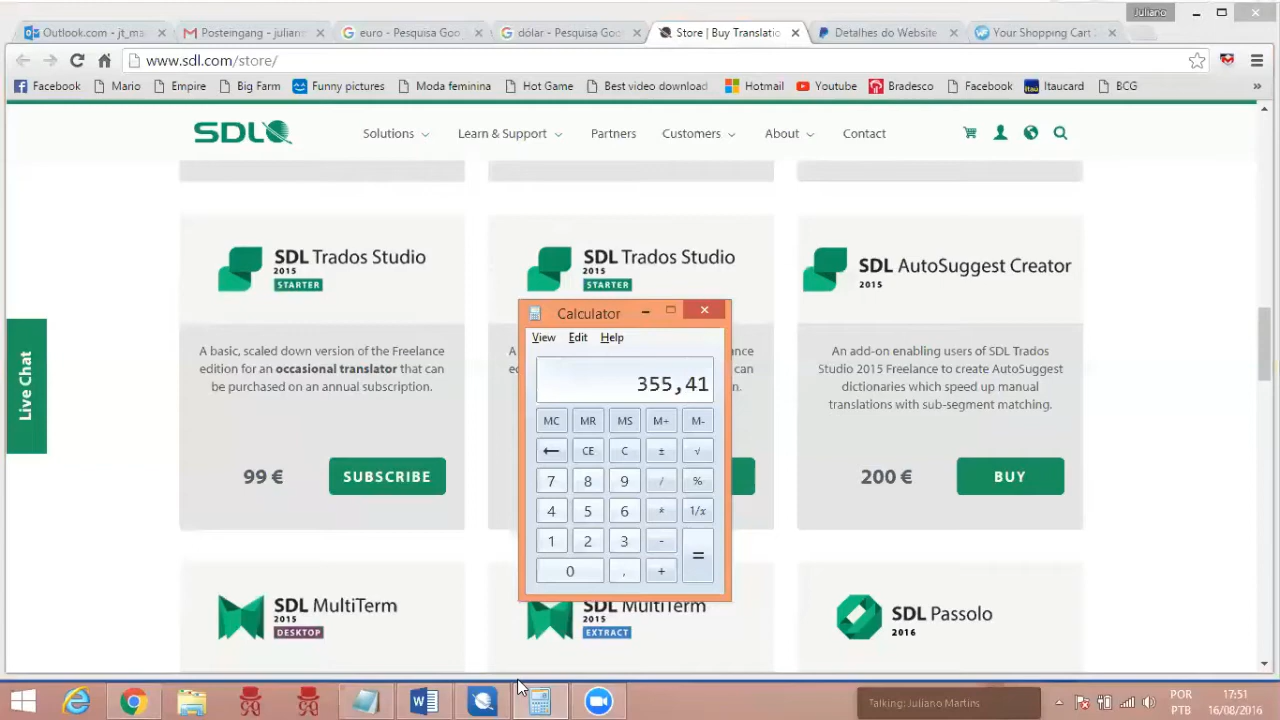 Juliano
Outlook.com - jt_ma
Posteingang - julian
euro - Pesquisa Goo
dólar - Pesquisa Goo
Store | Buy Translatio
Detalhes do Website
Your Shopping Cart
www.sdl.com/store/
Facebook
Mario
Empire
Big Farm
Funny pictures
Moda feminina
Hot Game
Best video download
Hotmail
Youtube
Bradesco
Facebook
Itaucard
BCG
»
SDL
Solutions
Learn & Support
Partners
Customers
About
Contact
Live Chat
SDL Trados Studio
2015
STARTER
A basic, scaled down version of the Freelance
edition for an occasional translator that can
be purchased on an annual subscription.
99 €
SUBSCRIBE
SDL Trados Studio
2015
STARTER
SDL AutoSuggest Creator
2015
An add-on enabling users of SDL Trados
Studio 2015 Freelance to create AutoSuggest
dictionaries which speed up manual
translations with sub-segment matching.
200 €
BUY
Calculator
View Edit Help
355,41
MC MR MS M+ M-
← CE C ± √
7 8 9 / %
4 5 6 * 1/x
1 2 3 - =
0 , +
SDL MultiTerm
2015
DESKTOP
SDL MultiTerm
2015
EXTRACT
SDL Passolo
2016
Talking: Juliano Martins
POR
PTB
17:51
16/08/2016